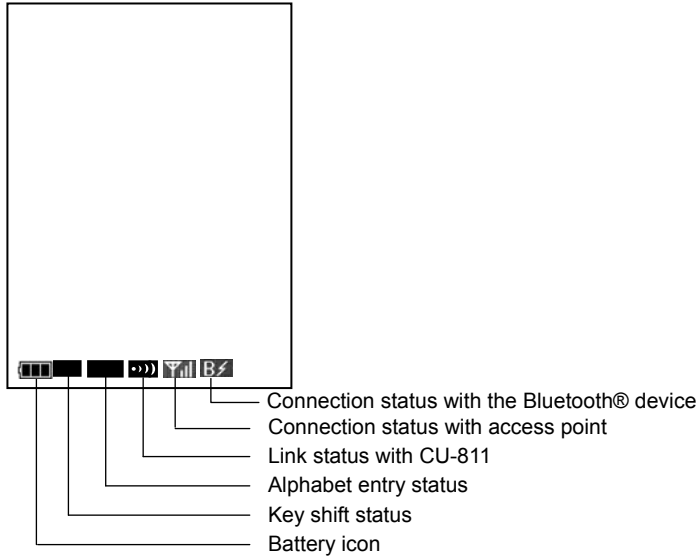 B
Connection status with the Bluetooth® device
Connection status with access point
Link status with CU-811
Alphabet entry status
Key shift status
Battery icon